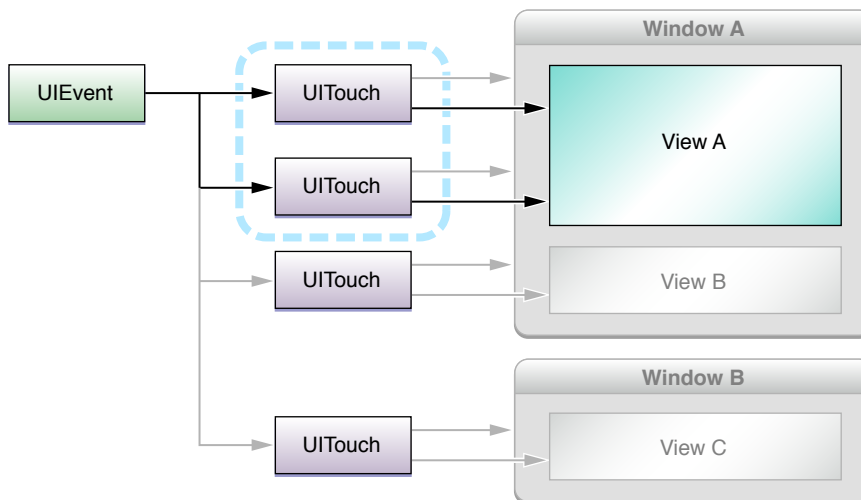 Window A
UIEvent
UITouch
View A
UITouch
UITouch
View B
Window B
UITouch
View C